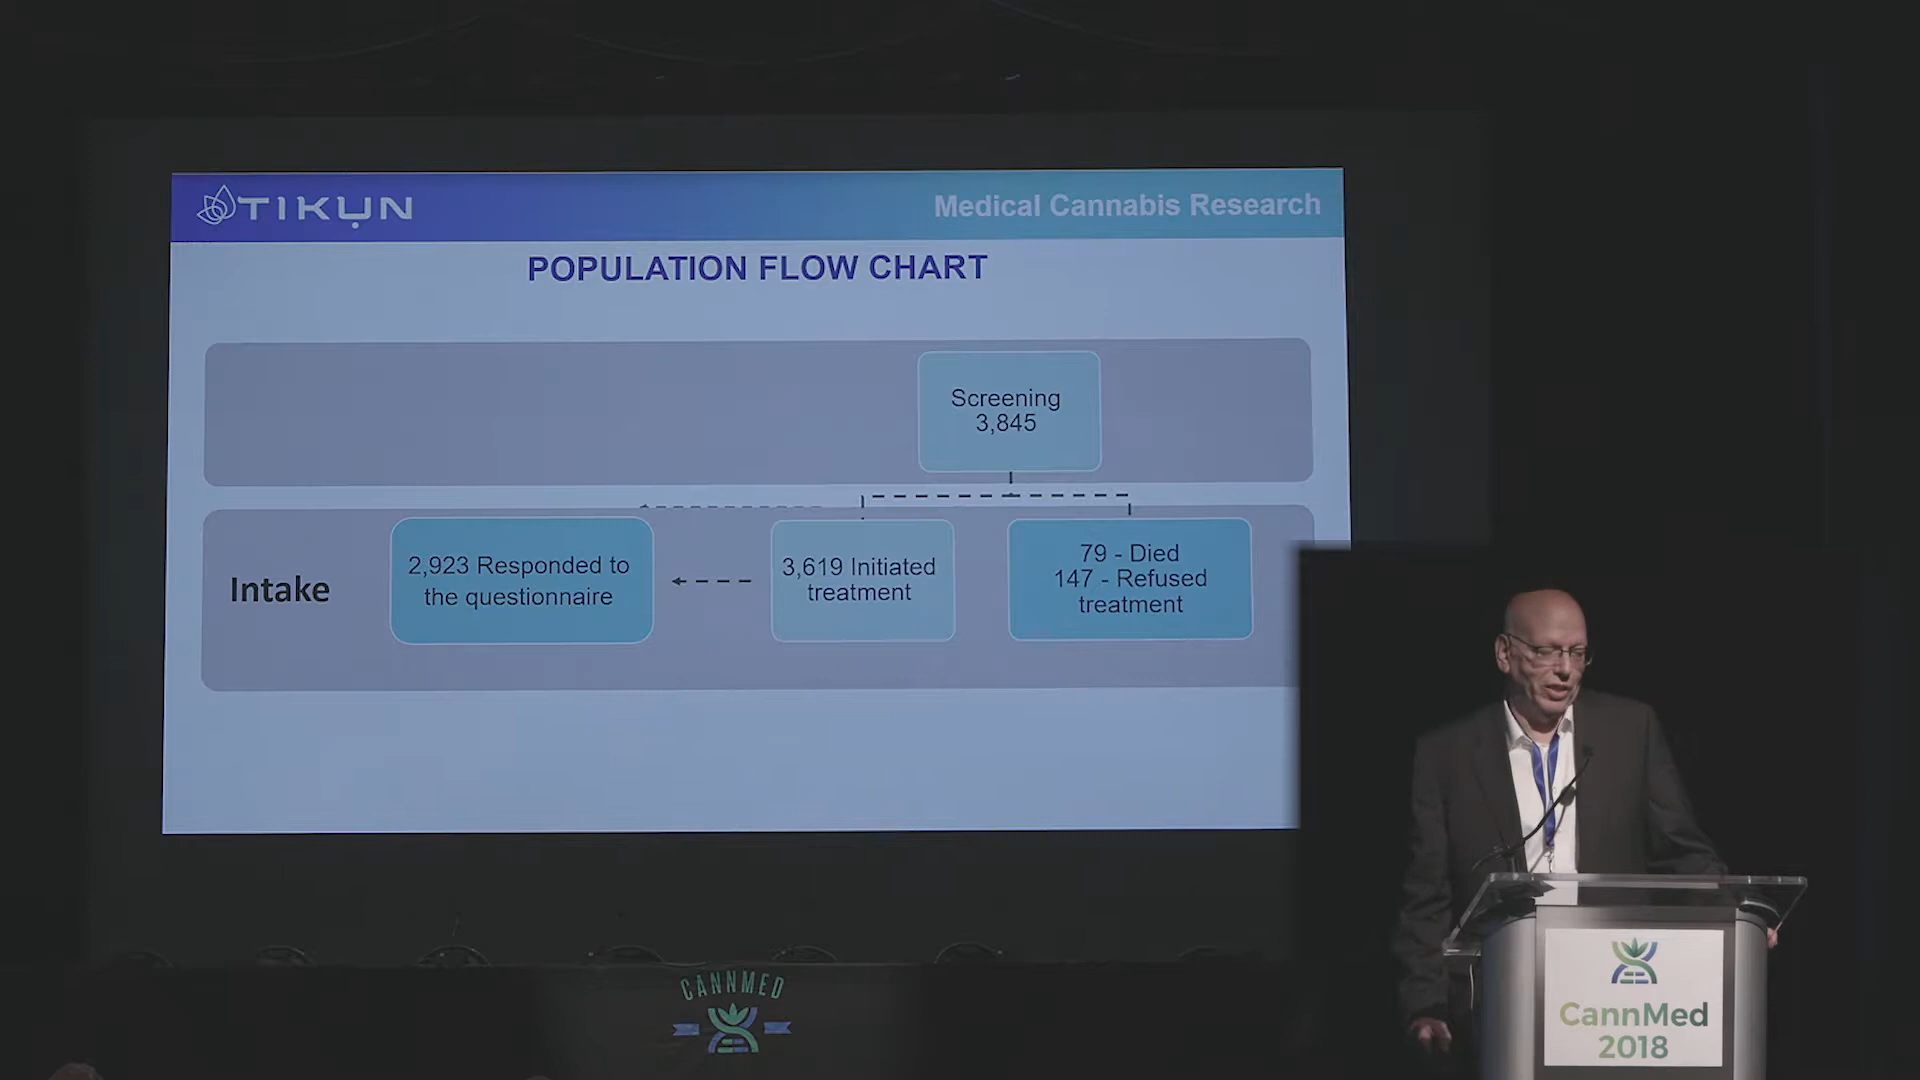 TIKUN
Medical Cannabis Research
POPULATION FLOW CHART
Screening
3,845
Intake
2,923 Responded to
the questionnaire
3,619 Initiated
treatment
79 - Died
147 - Refused
treatment
CANNMED
CannMed
2018